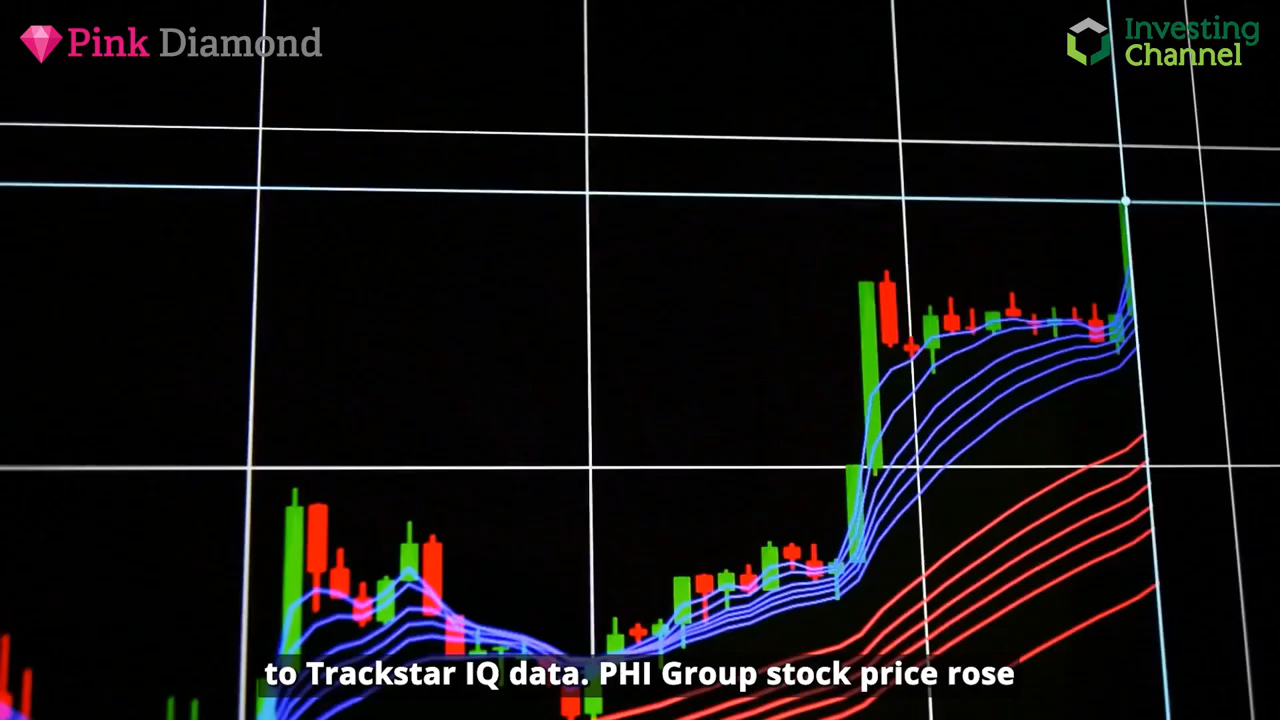 Pink Diamond
Investing
Channel
to Trackstar IQ data. PHI Group stock price rose